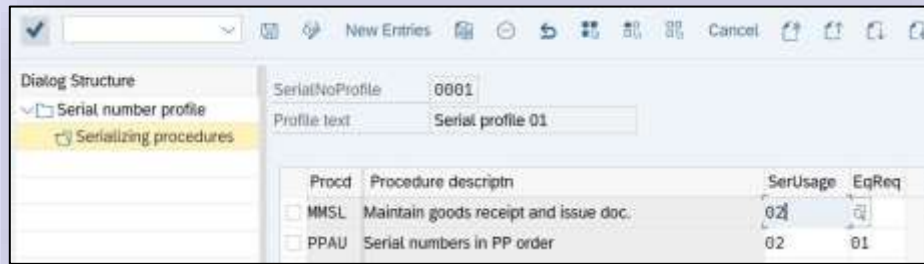 New Entries Cancel
Dialog Structure
Serial number profile
Serializing procedures
SerialNoProfile 0001
Profile text Serial profile 01
Procd Procedure descriptn SerUsage EqReq
MMSL Maintain goods receipt and issue doc. 02
PPAU Serial numbers in PP order 02 01